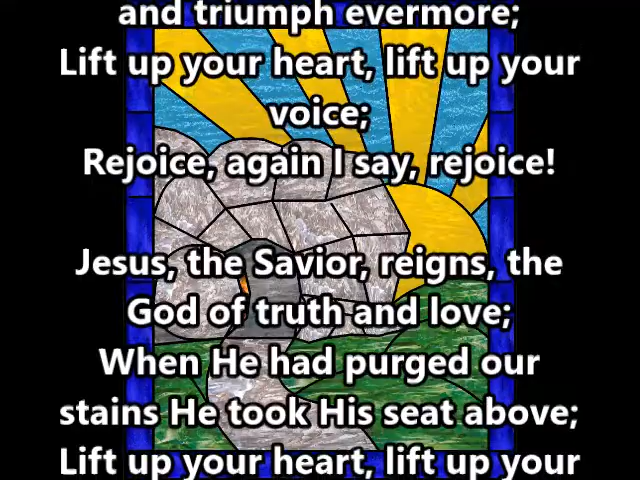 and triumph evermore;
Lift up your heart, lift up your
voice;
Rejoice, again I say, rejoice!
Jesus, the Savior, reigns, the
God of truth and love;
When He had purged our
stains He took His seat above;
Lift up your heart, lift up your